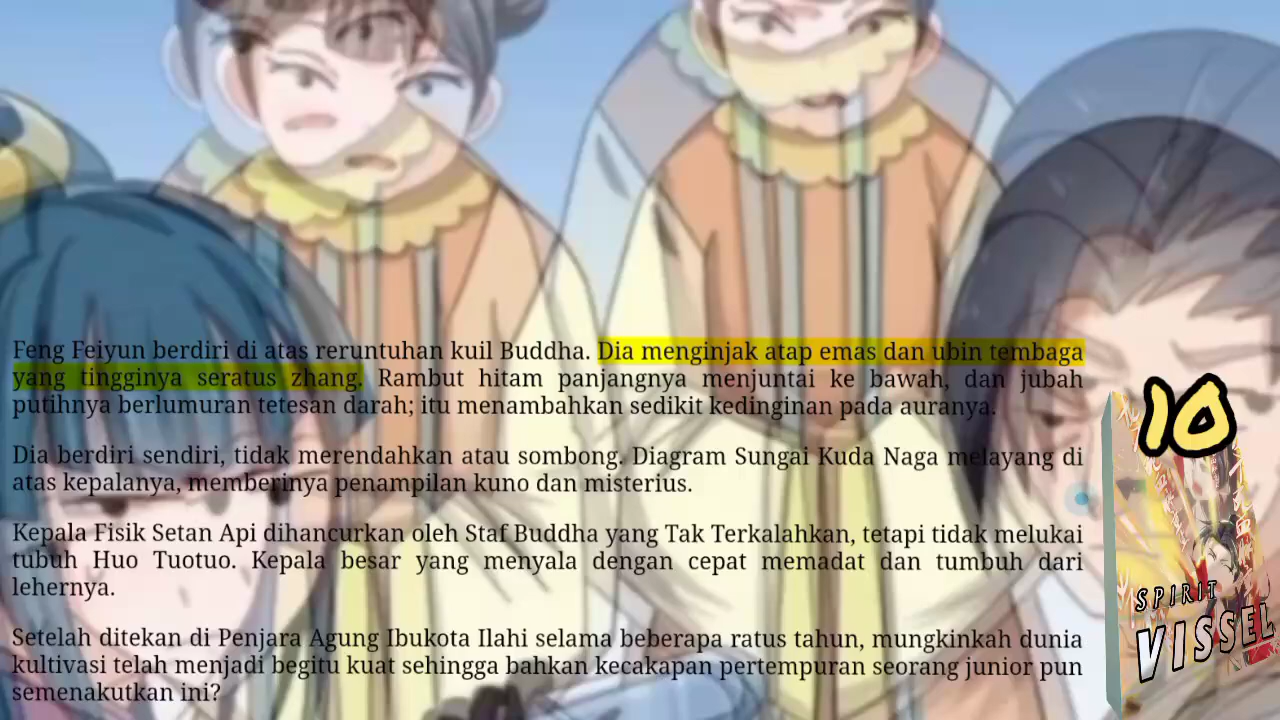 Feng Feiyun berdiri di atas reruntuhan kuil Buddha. Dia menginjak atap emas dan ubin tembaga
yang tingginya seratus zhang. Rambut hitam panjangnya menjuntai ke bawah, dan jubah
putihnya berlumuran tetesan darah; itu menambahkan sedikit kedinginan pada auranya.
Dia berdiri sendiri, tidak merendahkan atau sombong. Diagram Sungai Kuda Naga melayang di
atas kepalanya, memberinya penampilan kuno dan misterius.
Kepala Fisik Setan Api dihancurkan oleh Staf Buddha yang Tak Terkalahkan, tetapi tidak melukai
tubuh Huo Tuotuo. Kepala besar yang menyala dengan cepat memadat dan tumbuh dari
lehernya.
Setelah ditekan di Penjara Agung Ibukota Ilahi selama beberapa ratus tahun, mungkinkah dunia
kultivasi telah menjadi begitu kuat sehingga bahkan kecakapan pertempuran seorang junior pun
semenakutkan ini?
10
SPIRIT
VISSEL